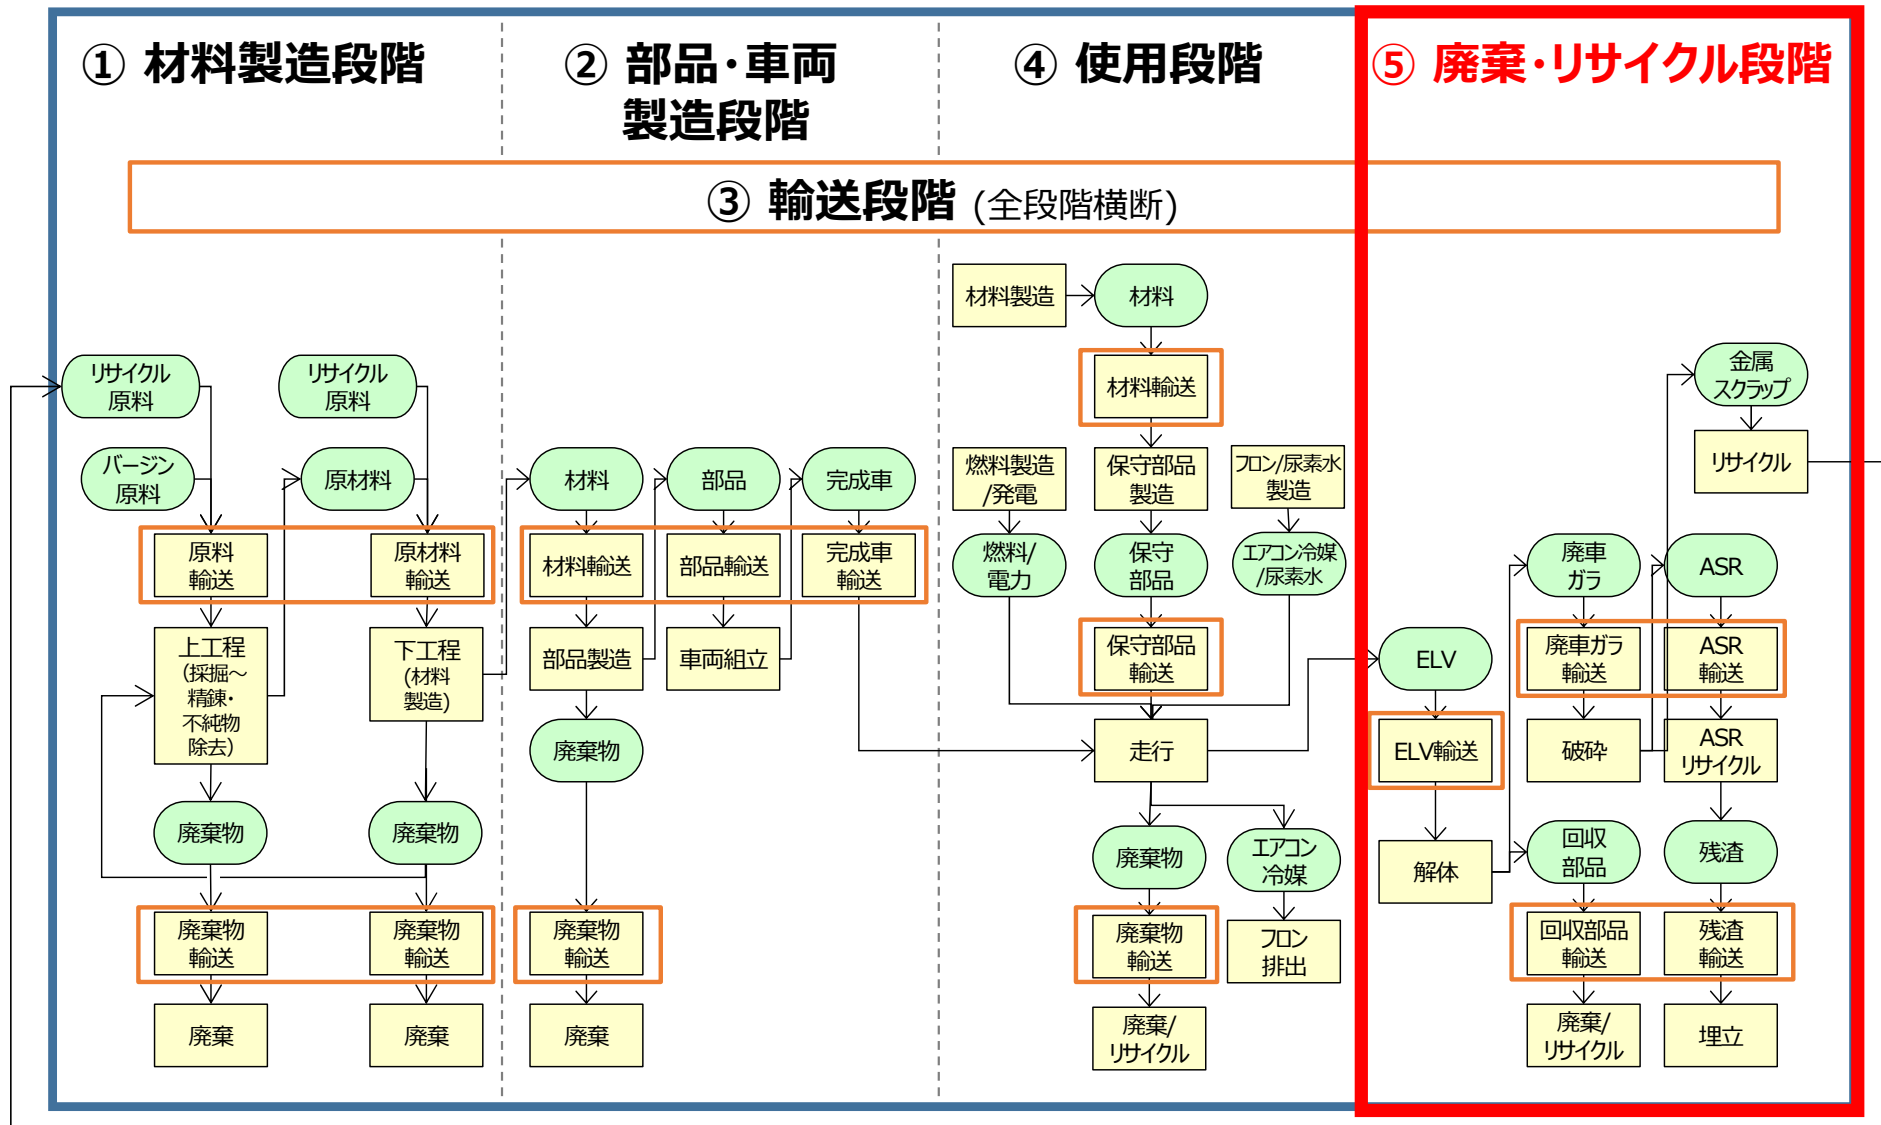 ① 材料製造段階
② 部品・車両
製造段階
④ 使用段階
⑤ 廃棄・リサイクル段階
③ 輸送段階 (全段階横断)
リサイクル
原料
リサイクル
原料
バージン
原料
原材料
原料
輸送
原材料
輸送
上工程
(採掘～
精錬・
不純物
除去)
下工程
(材料
製造)
廃棄物
廃棄物
廃棄物
輸送
廃棄物
輸送
廃棄
廃棄
材料
部品
完成車
材料輸送
部品輸送
完成車
輸送
部品製造
車両組立
廃棄物
廃棄物
輸送
廃棄
材料製造
材料
材料輸送
燃料製造
/発電
保守部品
製造
フロン/尿素水
製造
燃料/
電力
保守
部品
エアコン冷媒
/尿素水
保守部品
輸送
走行
廃棄物
エアコン
冷媒
廃棄物
輸送
フロン
排出
廃棄/
リサイクル
金属
スクラップ
リサイクル
廃車
ガラ
ASR
ELV
廃車ガラ
輸送
ASR
輸送
ELV輸送
破砕
ASR
リサイクル
解体
回収
部品
残渣
回収部品
輸送
残渣
輸送
廃棄/
リサイクル
埋立